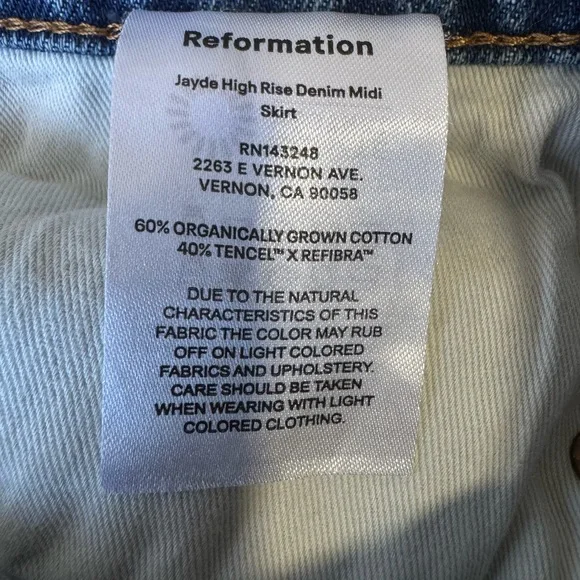 Reformation
Jayde High Rise Denim Midi
Skirt
RN143248
2263 E VERNON AVE.
VERNON, CA 90058
60% ORGANICALLY GROWN COTTON
40% TENCEL™ X REFIBRA™
DUE TO THE NATURAL
CHARACTERISTICS OF THIS
FABRIC THE COLOR MAY RUB
OFF ON LIGHT COLORED
FABRICS AND UPHOLSTERY.
CARE SHOULD BE TAKEN
WHEN WEARING WITH LIGHT
COLORED CLOTHING.